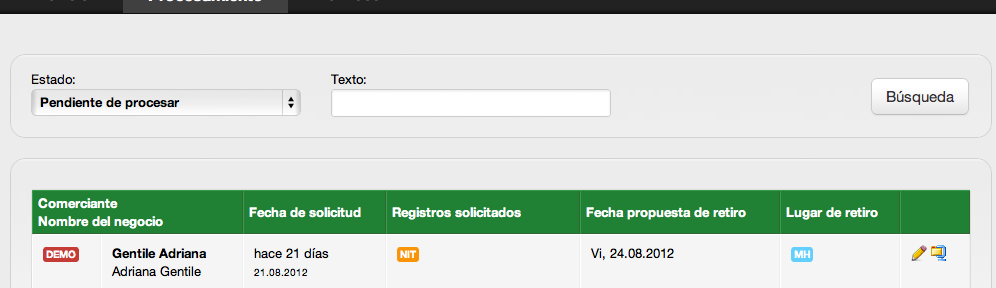 Procesamiento
Estado:
Texto:
Pendiente de procesar
Búsqueda
Comerciante
Nombre del negocio
Fecha de solicitud
Registros solicitados
Fecha propuesta de retiro
Lugar de retiro
DEMO
Gentile Adriana
Adriana Gentile
hace 21 días
21.08.2012
NIT
Vi, 24.08.2012
MH